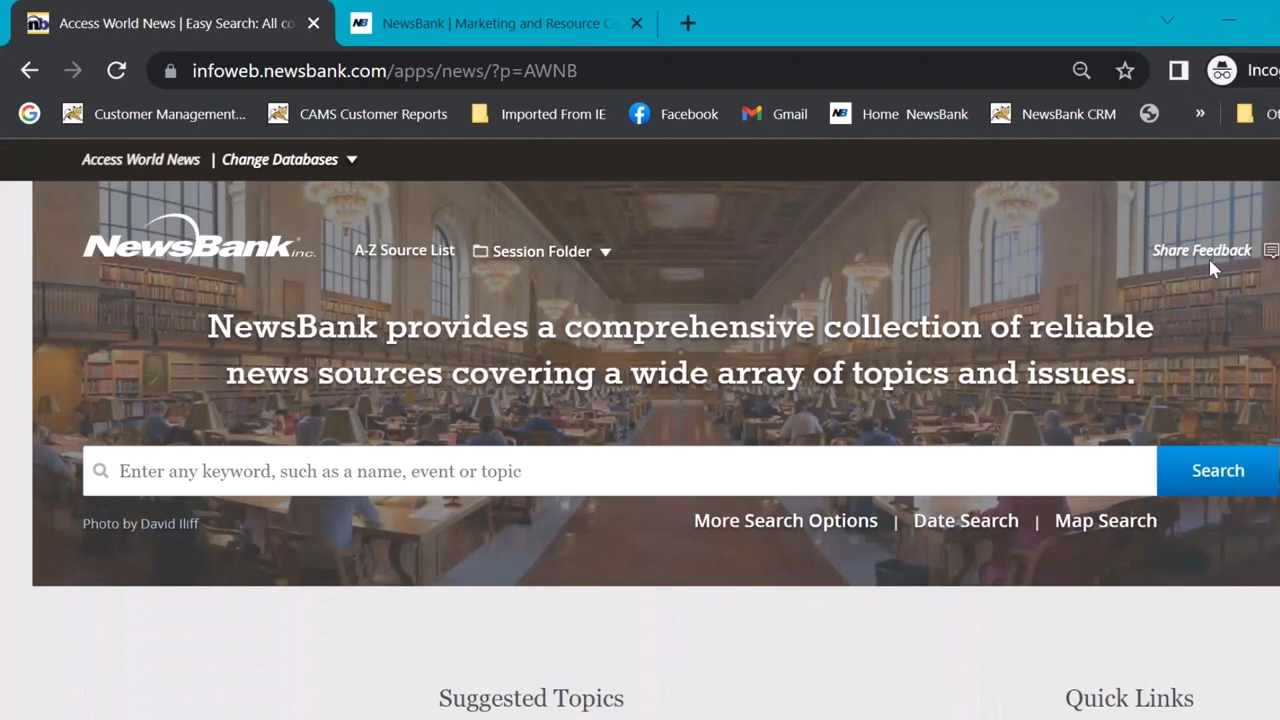 Access World News | Easy Search: All co
NewsBank | Marketing and Resource Ce
infoweb.newsbank.com/apps/news/?p=AWNB
Inco
Customer Management...
CAMS Customer Reports
Imported From IE
Facebook
Gmail
Home NewsBank
NewsBank CRM
»
Ot
Access World News | Change Databases
NewsBank inc.
A-Z Source List
Session Folder
Share Feedback
NewsBank provides a comprehensive collection of reliable
news sources covering a wide array of topics and issues.
Enter any keyword, such as a name, event or topic
Search
Photo by David Iliff
More Search Options | Date Search | Map Search
Suggested Topics
Quick Links